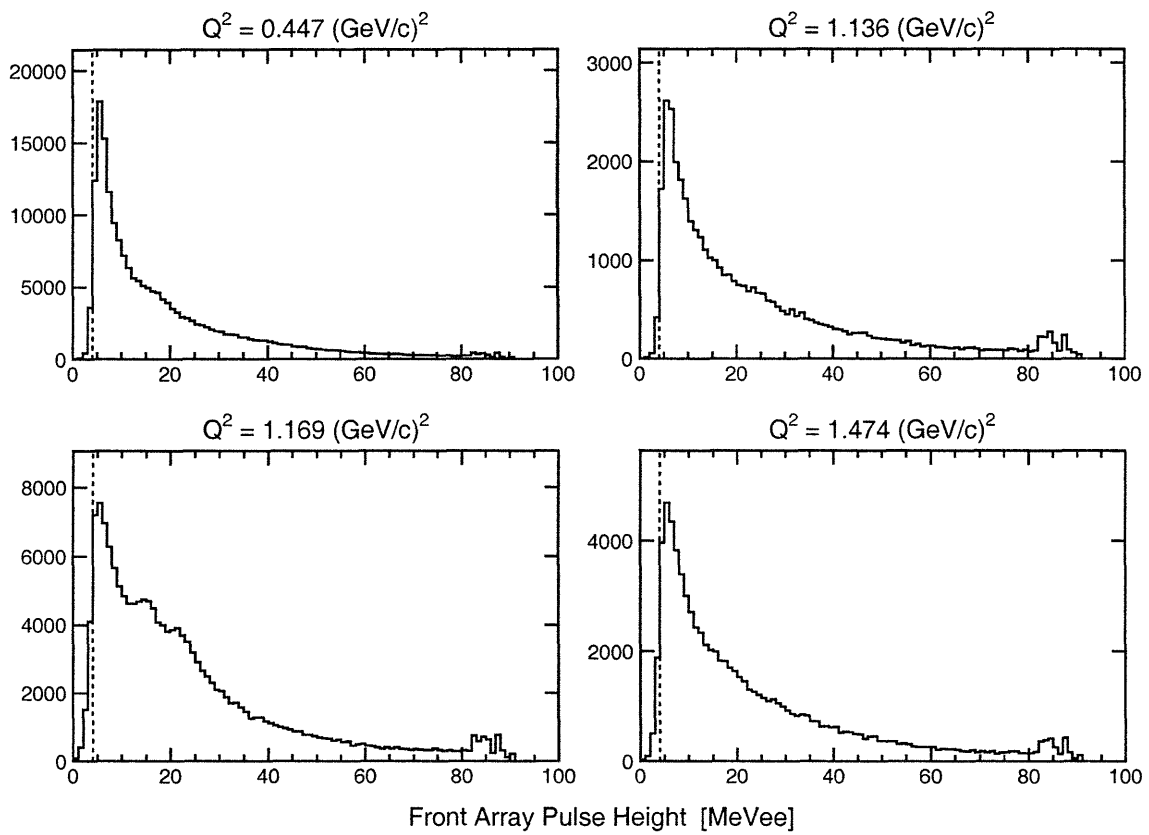 Q² = 0.447 (GeV/c)²
20000
15000
10000
5000
0
0 20 40 60 80 100
Q² = 1.136 (GeV/c)²
3000
2000
1000
0
0 20 40 60 80 100
Q² = 1.169 (GeV/c)²
8000
6000
4000
2000
0
0 20 40 60 80 100
Q² = 1.474 (GeV/c)²
4000
2000
0
0 20 40 60 80 100
Front Array Pulse Height [MeVee]